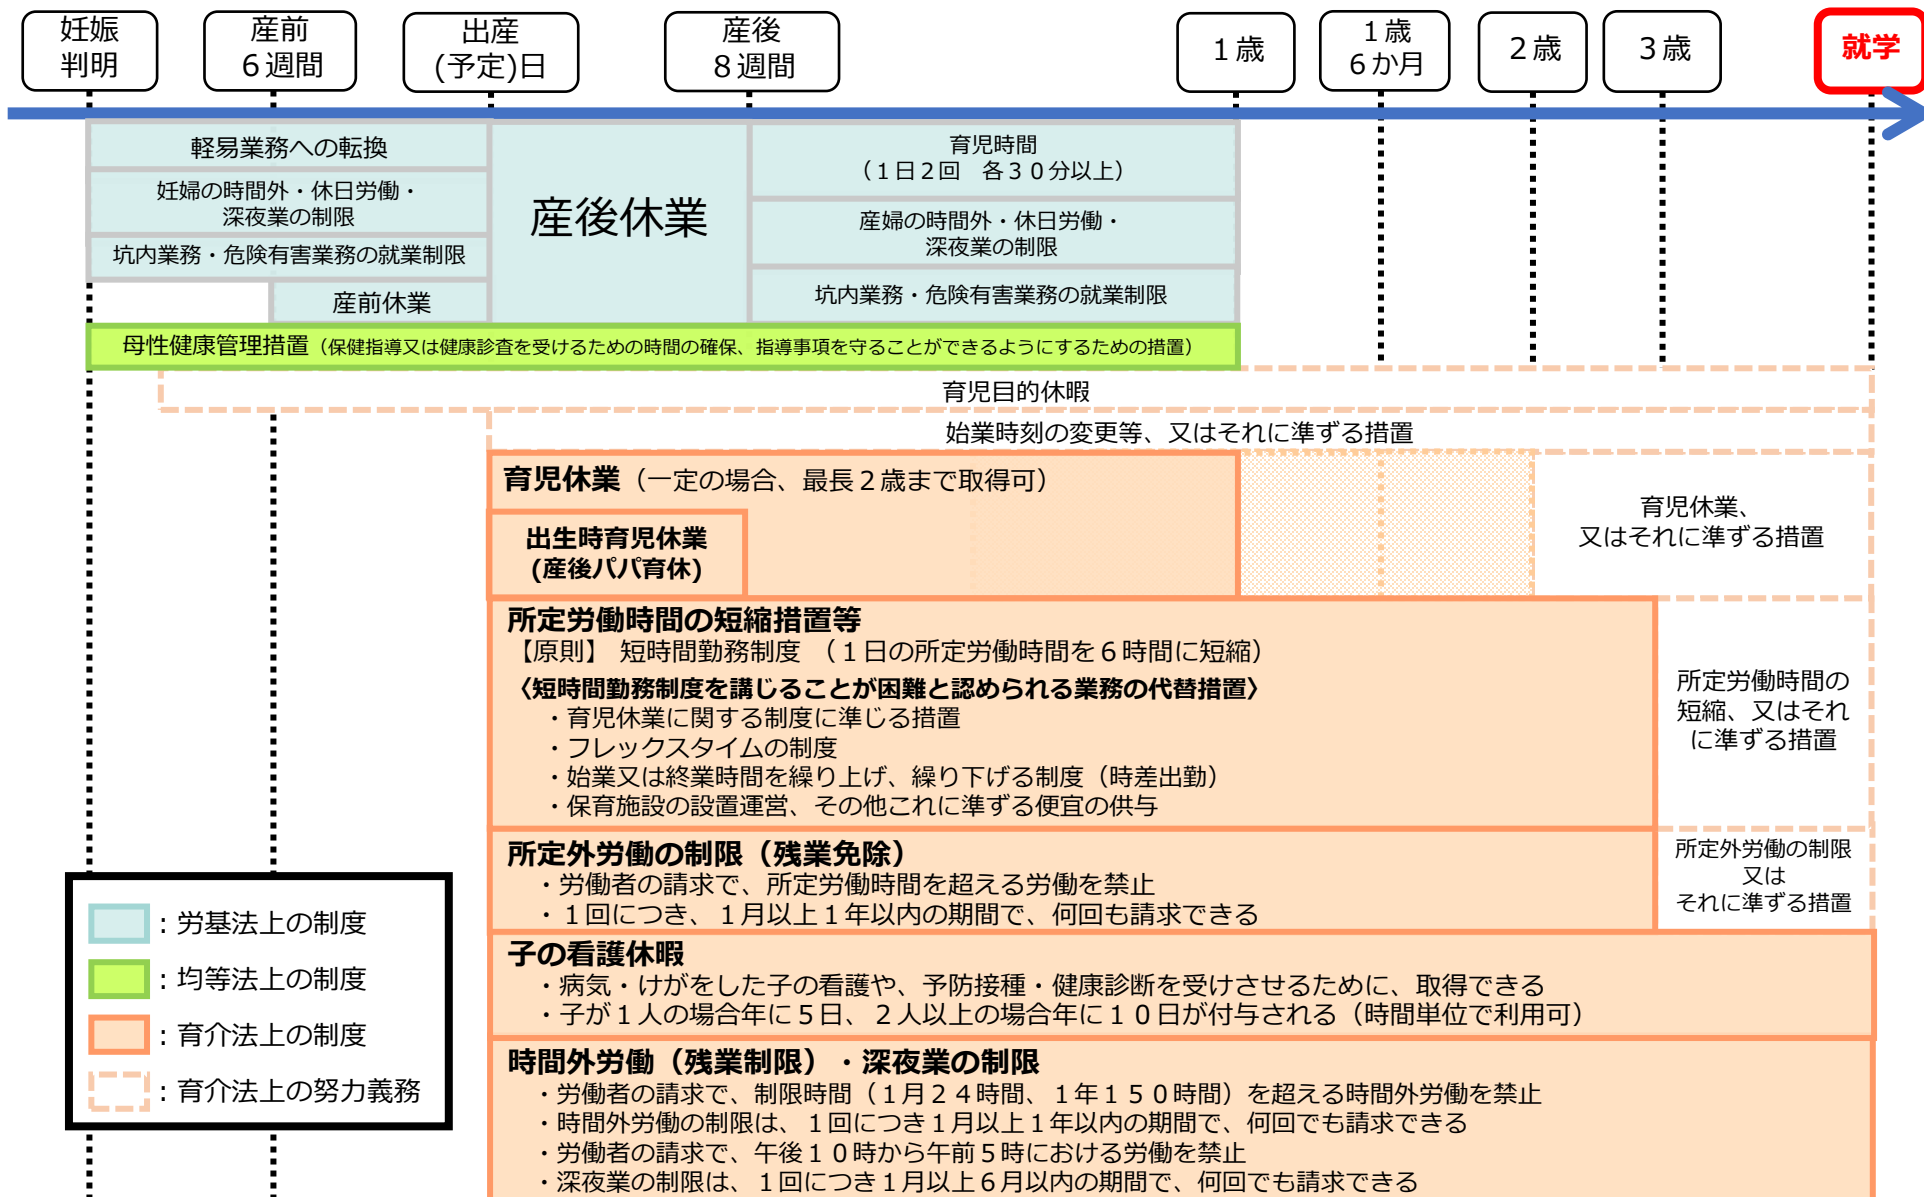 妊娠
判明
産前
６週間
出産
(予定)日
産後
８週間
１歳
１歳
６か月
２歳
３歳
就学
軽易業務への転換
妊婦の時間外・休日労働・
深夜業の制限
坑内業務・危険有害業務の就業制限
産前休業
産後休業
育児時間
（１日２回　各３０分以上）
産婦の時間外・休日労働・
深夜業の制限
坑内業務・危険有害業務の就業制限
母性健康管理措置（保健指導又は健康診査を受けるための時間の確保、指導事項を守ることができるようにするための措置）
育児目的休暇
始業時刻の変更等、又はそれに準ずる措置
育児休業（一定の場合、最長２歳まで取得可）
出生時育児休業
(産後パパ育休)
育児休業、
又はそれに準ずる措置
所定労働時間の短縮措置等
【原則】 短時間勤務制度 （１日の所定労働時間を６時間に短縮）
〈短時間勤務制度を講じることが困難と認められる業務の代替措置〉
・育児休業に関する制度に準じる措置
・フレックスタイムの制度
・始業又は終業時間を繰り上げ、繰り下げる制度（時差出勤）
・保育施設の設置運営、その他これに準ずる便宜の供与
所定労働時間の
短縮、又はそれ
に準ずる措置
所定外労働の制限（残業免除）
・労働者の請求で、所定労働時間を超える労働を禁止
・１回につき、１月以上１年以内の期間で、何回も請求できる
所定外労働の制限
又は
それに準ずる措置
子の看護休暇
・病気・けがをした子の看護や、予防接種・健康診断を受けさせるために、取得できる
・子が１人の場合年に５日、２人以上の場合年に１０日が付与される（時間単位で利用可）
時間外労働（残業制限）・深夜業の制限
・労働者の請求で、制限時間（１月２４時間、１年１５０時間）を超える時間外労働を禁止
・時間外労働の制限は、１回につき１月以上１年以内の期間で、何回でも請求できる
・労働者の請求で、午後１０時から午前５時における労働を禁止
・深夜業の制限は、１回につき１月以上６月以内の期間で、何回でも請求できる
：労基法上の制度
：均等法上の制度
：育介法上の制度
：育介法上の努力義務